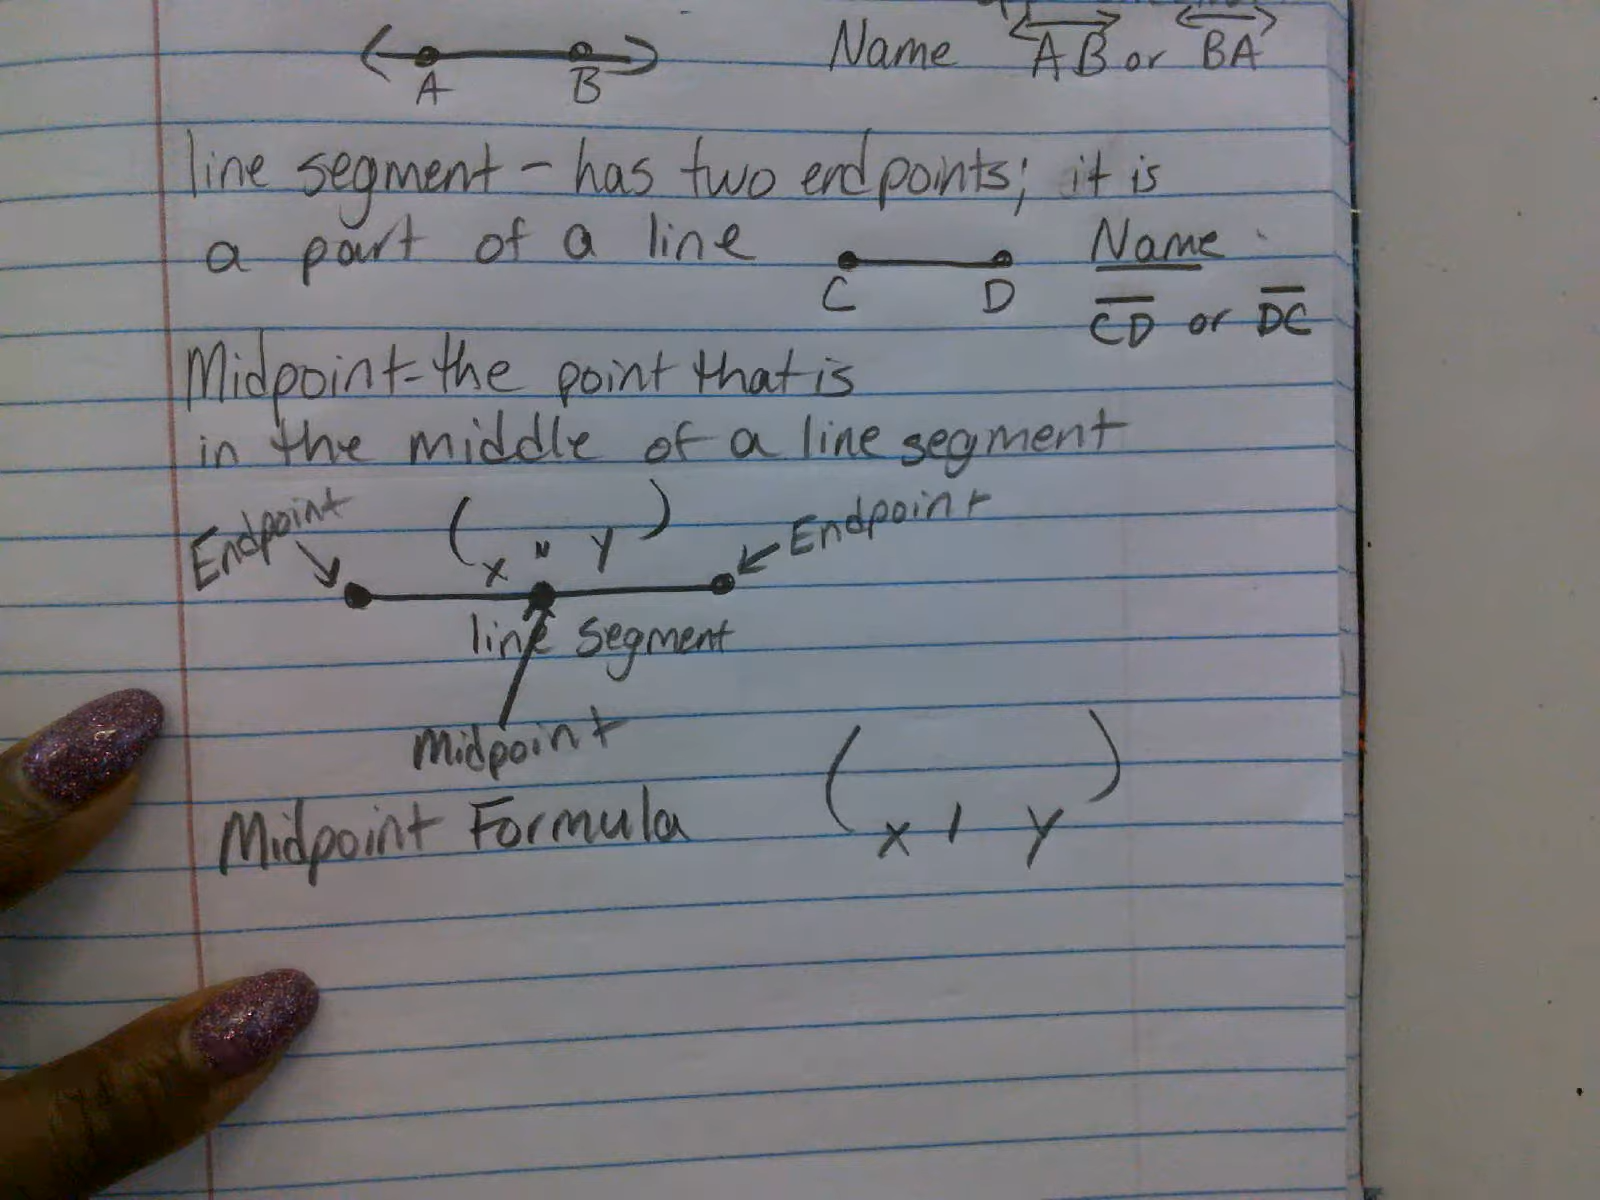 Name AB or BA
A B
line segment - has two endpoints; it is
a part of a line
C D
Name
CD or DC
Midpoint - the point that is
in the middle of a line segment
Endpoint
( x , y )
Endpoint
line segment
Midpoint
Midpoint Formula
( x , y )